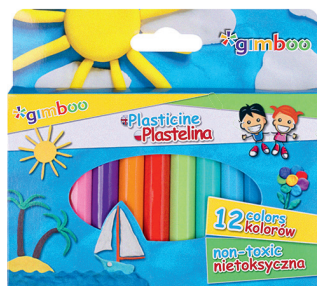 gimboo
gimboo
Plasticine
Plastelina
12 colors
kolorów
non-toxic
nietoksyczna